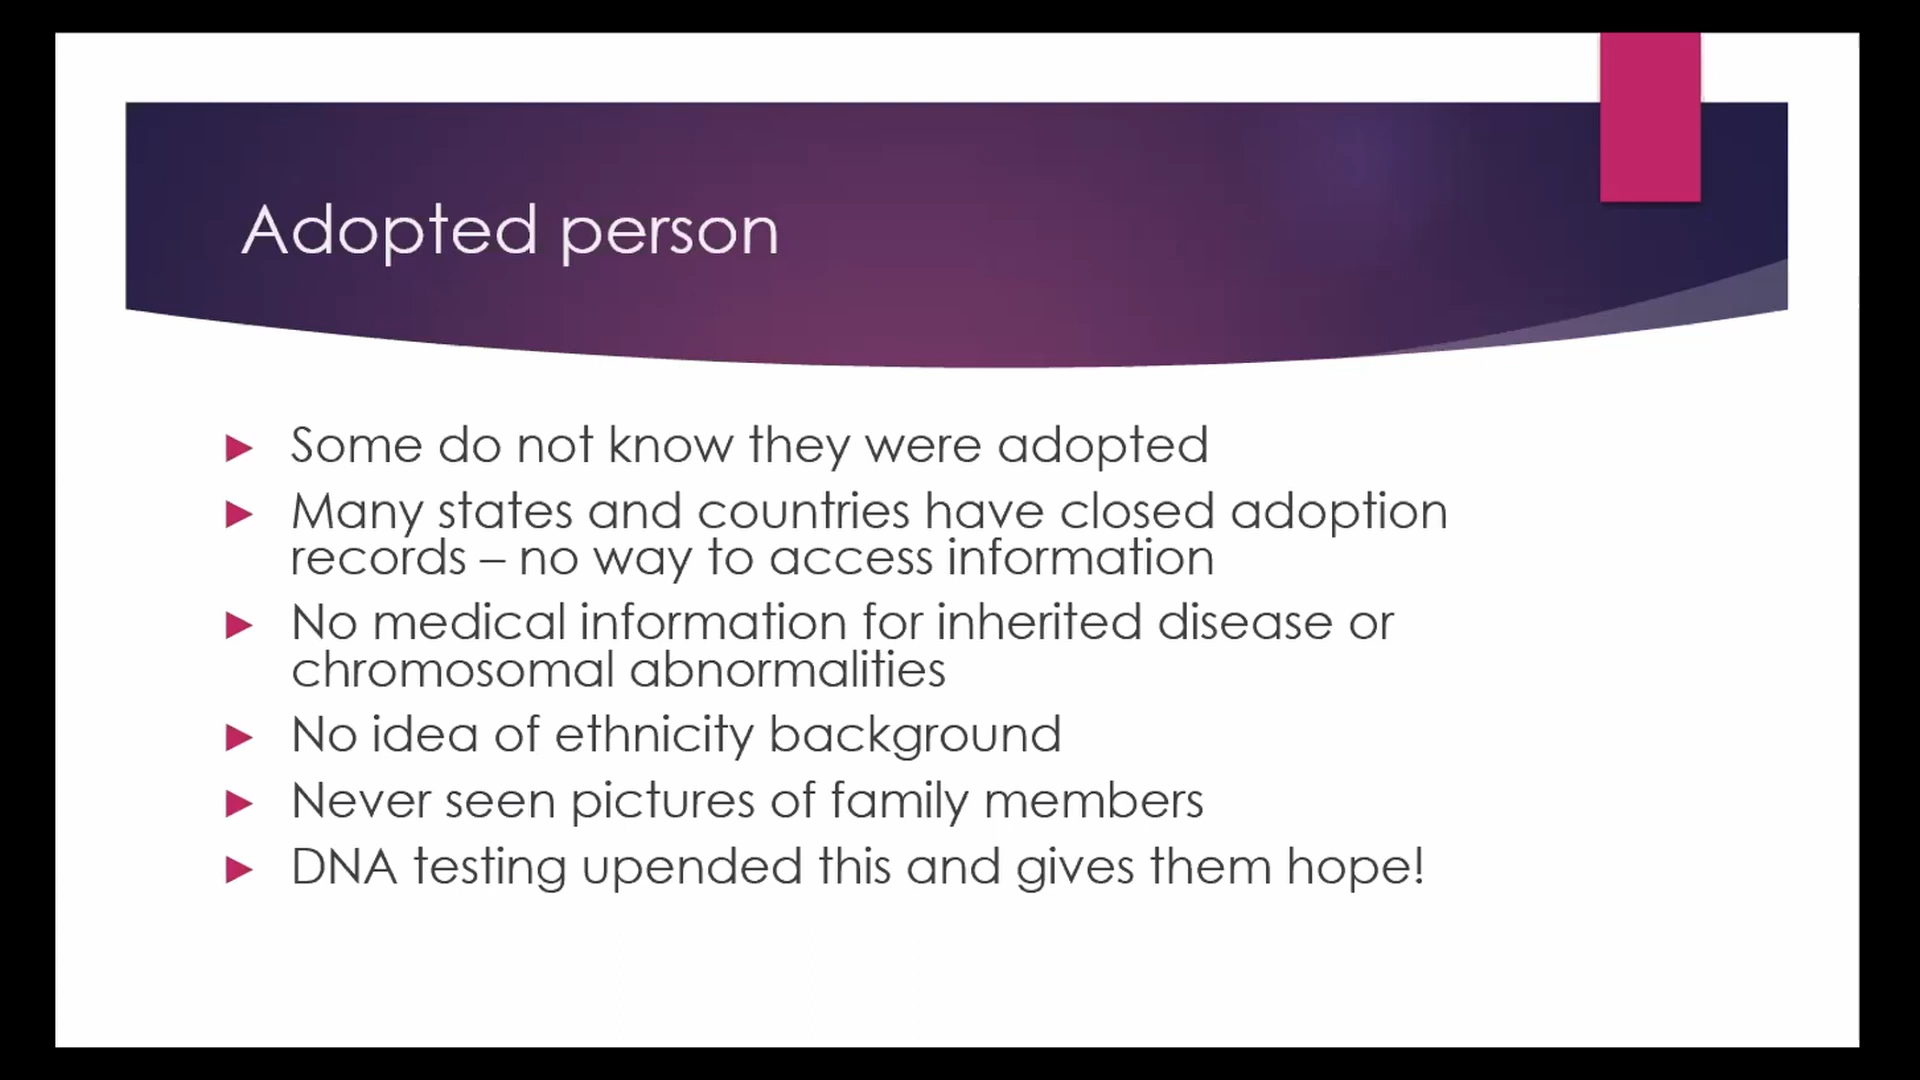 Adopted person
Some do not know they were adopted
Many states and countries have closed adoption
records – no way to access information
No medical information for inherited disease or
chromosomal abnormalities
No idea of ethnicity background
Never seen pictures of family members
DNA testing upended this and gives them hope!